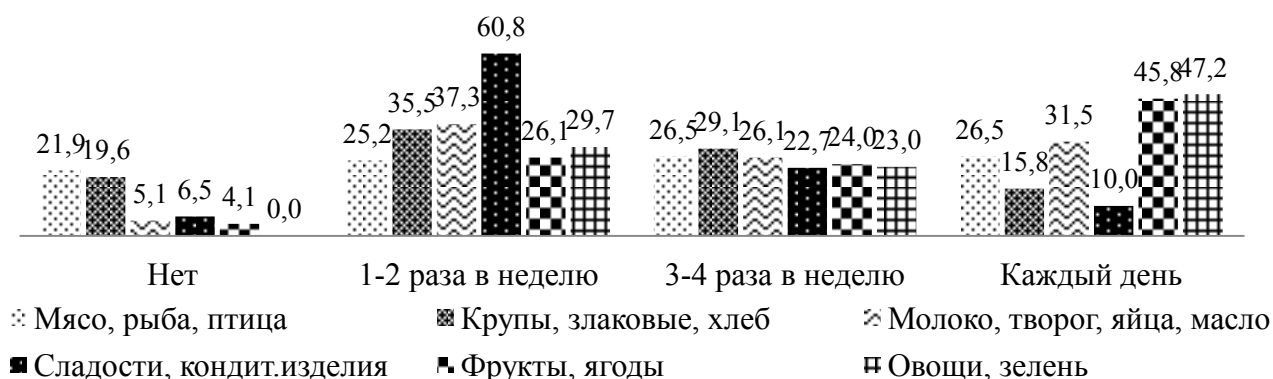 60,8
45,8 47,2
35,5 37,3
25,2 26,1 29,7
26,5 29,1 26,1 22,7 24,0 23,0
26,5 15,8 31,5 10,0
21,9 19,6 5,1 6,5 4,1 0,0
Нет 1-2 раза в неделю 3-4 раза в неделю Каждый день
Мясо, рыба, птица Крупы, злаковые, хлеб Молоко, творог, яйца, масло
Сладости, кондит.изделия Фрукты, ягоды Овощи, зелень